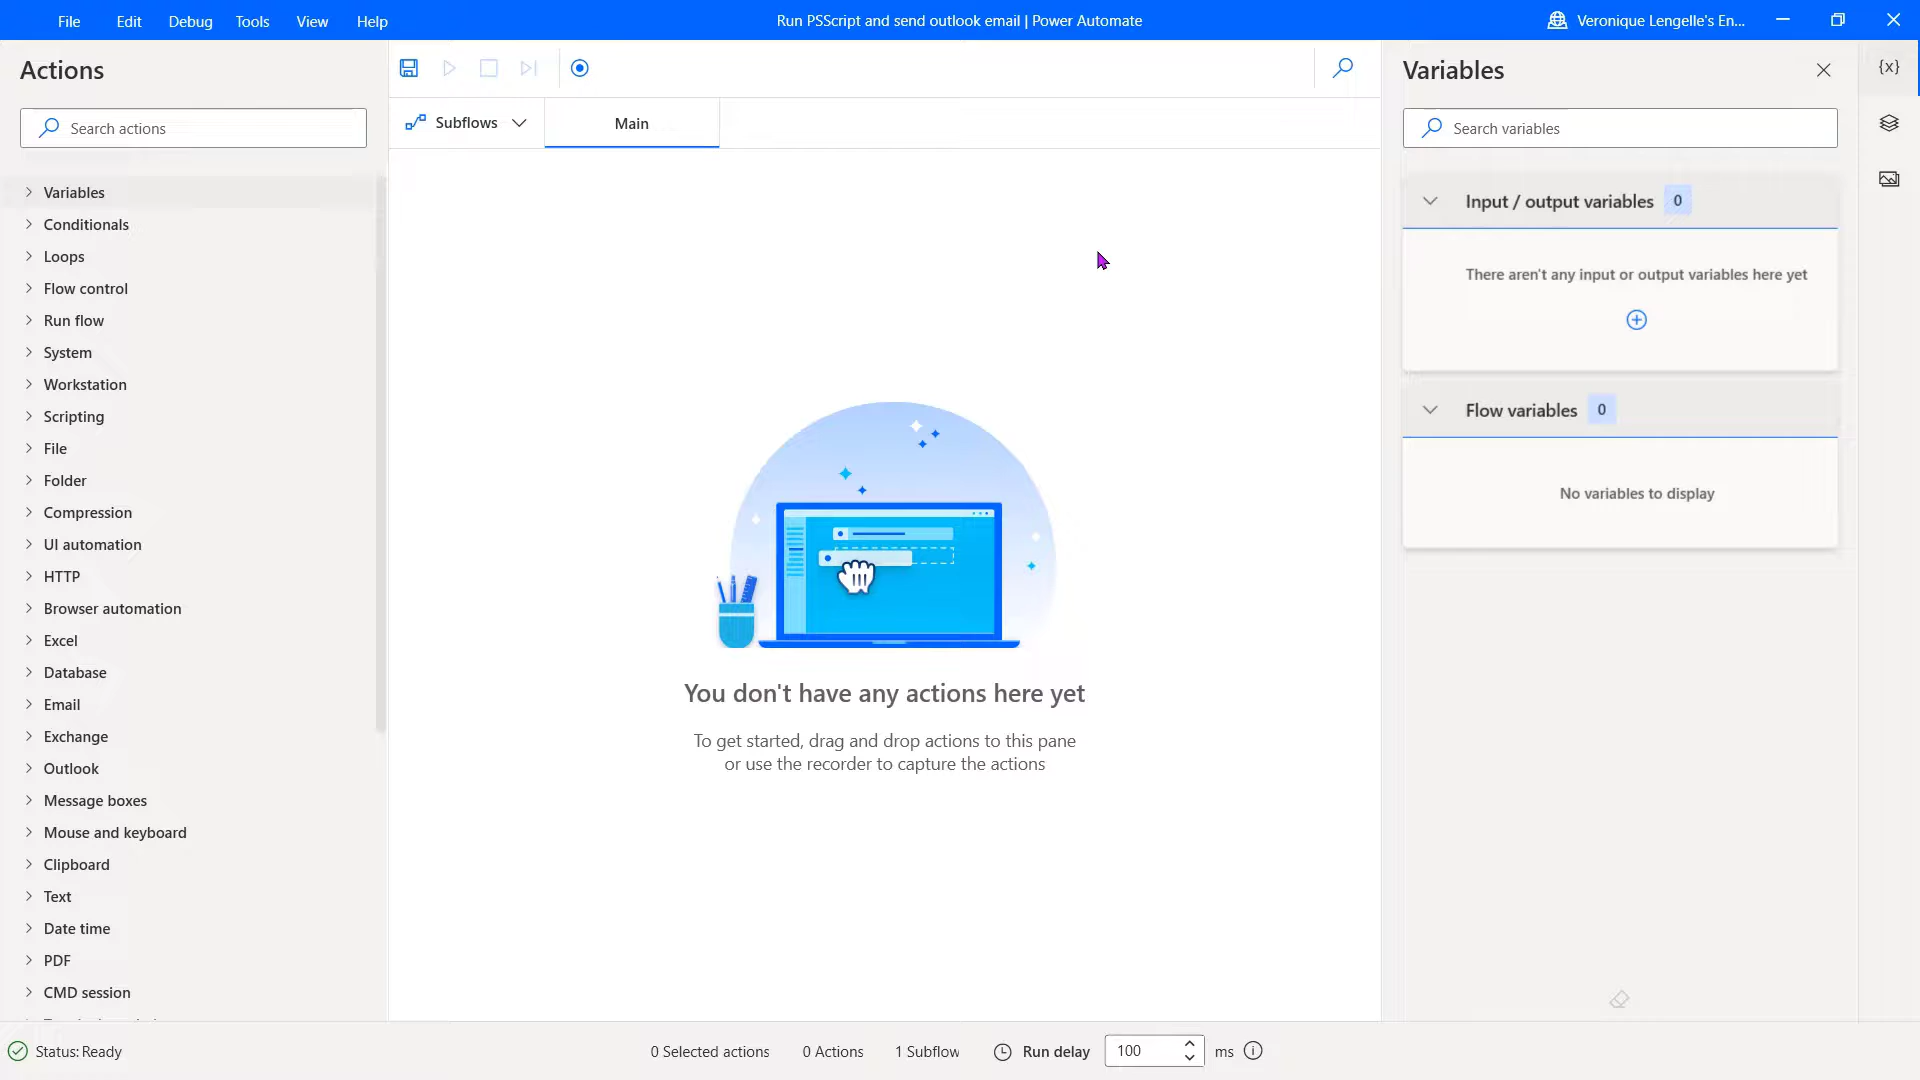 File Edit Debug Tools View Help
Run PSScript and send outlook email | Power Automate
Veronique Lengelle's En...
Actions
Search actions
Variables
Conditionals
Loops
Flow control
Run flow
System
Workstation
Scripting
File
Folder
Compression
UI automation
HTTP
Browser automation
Excel
Database
Email
Exchange
Outlook
Message boxes
Mouse and keyboard
Clipboard
Text
Date time
PDF
CMD session
Subflows
Main
You don't have any actions here yet
To get started, drag and drop actions to this pane
or use the recorder to capture the actions
Variables
{x}
Search variables
Input / output variables 0
There aren't any input or output variables here yet
Flow variables 0
No variables to display
Status: Ready
0 Selected actions 0 Actions 1 Subflow Run delay 100 ms